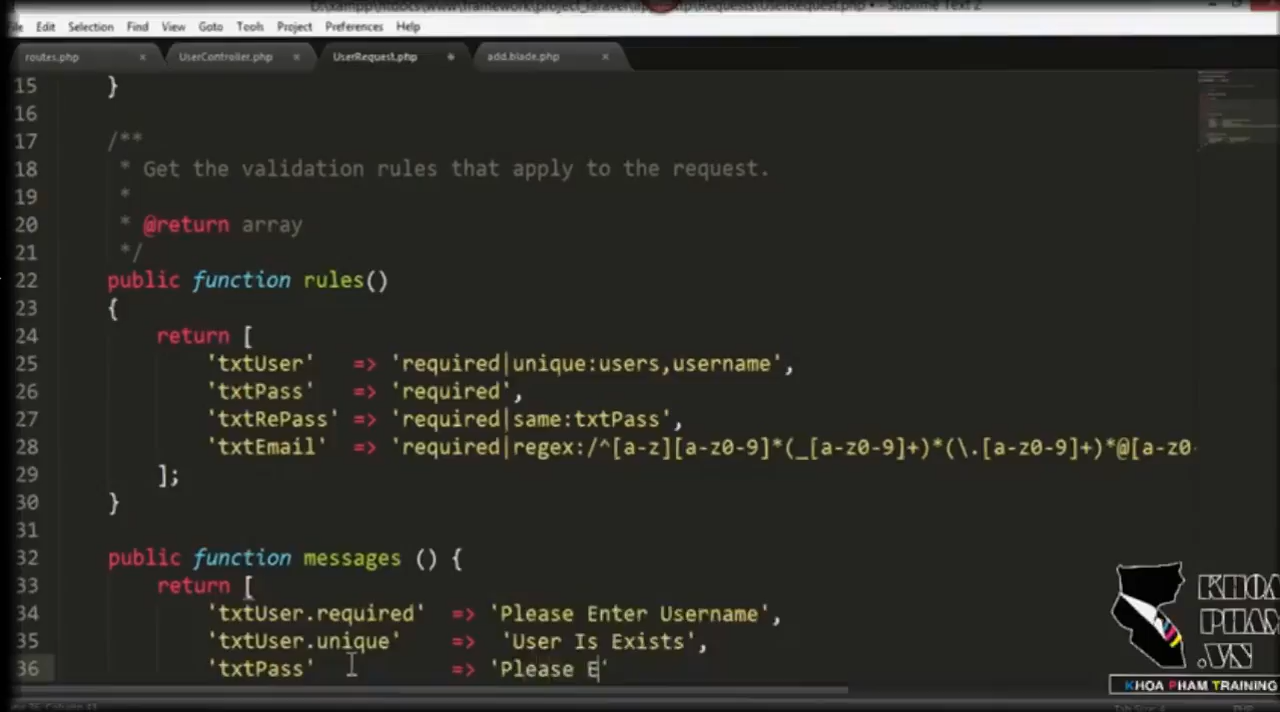 D:\xampp\htdocs\www\framework\project_laravel\
Edit Selection Find View Goto Tools Project Preferences Help
routes.php UserController.php UserRequest.php add.blade.php
15 }
16
17 /**
18 * Get the validation rules that apply to the request.
19 *
20 * @return array
21 */
22 public function rules()
23 {
24 return [
25 'txtUser' => 'required|unique:users,username',
26 'txtPass' => 'required',
27 'txtRePass' => 'required|same:txtPass',
28 'txtEmail' => 'required|regex:/^[a-z][a-z0-9]*(_[a-z0-9]+)*(\.[a-z0-9]+)*@[a-z0-
29 ];
30 }
31
32 public function messages () {
33 return [
34 'txtUser.required' => 'Please Enter Username',
35 'txtUser.unique' => 'User Is Exists',
36 'txtPass' => 'Please E'
KHOA
PHAM
.VN
KHOA PHAM TRAINING